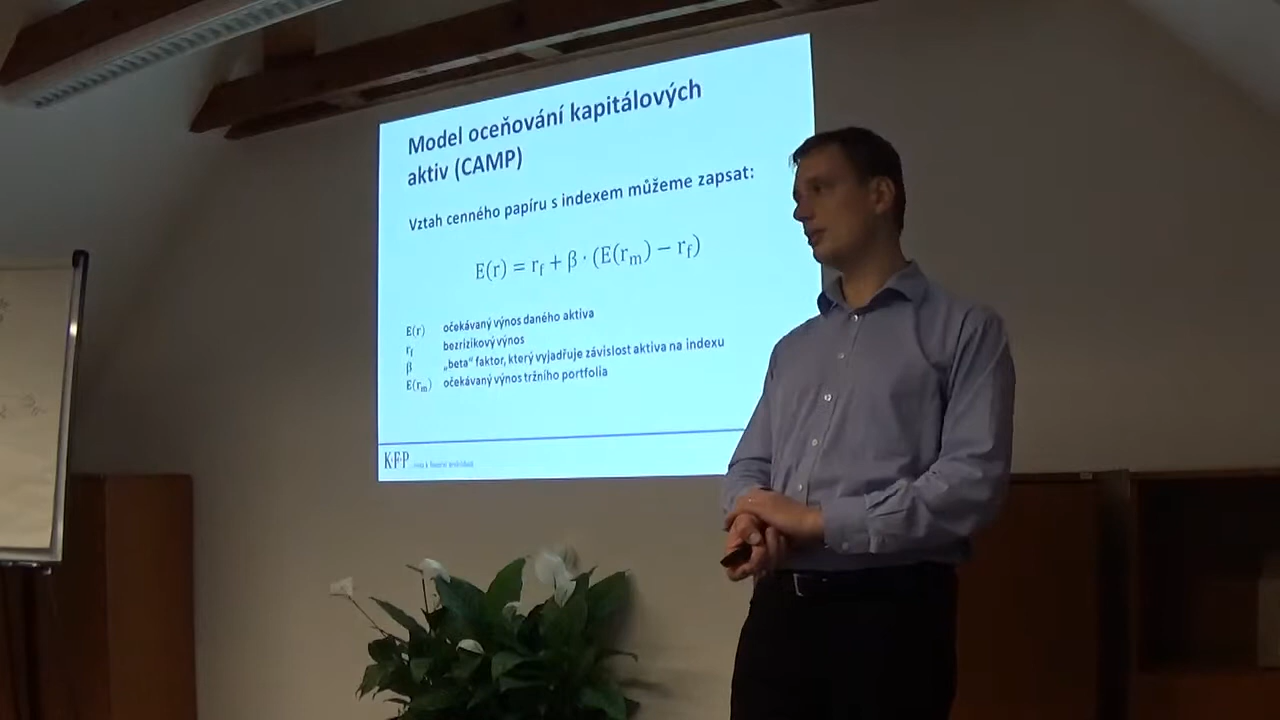 Model oceňování kapitálových
aktiv (CAMP)
Vztah cenného papíru s indexem můžeme zapsat:
E(r) = r_f + β · (E(r_m) − r_f)
E(r) očekávaný výnos daného aktiva
r_f bezrizikový výnos
β „beta“ faktor, který vyjadřuje závislost aktiva na indexu
E(r_m) očekávaný výnos tržního portfolia
K·F·P